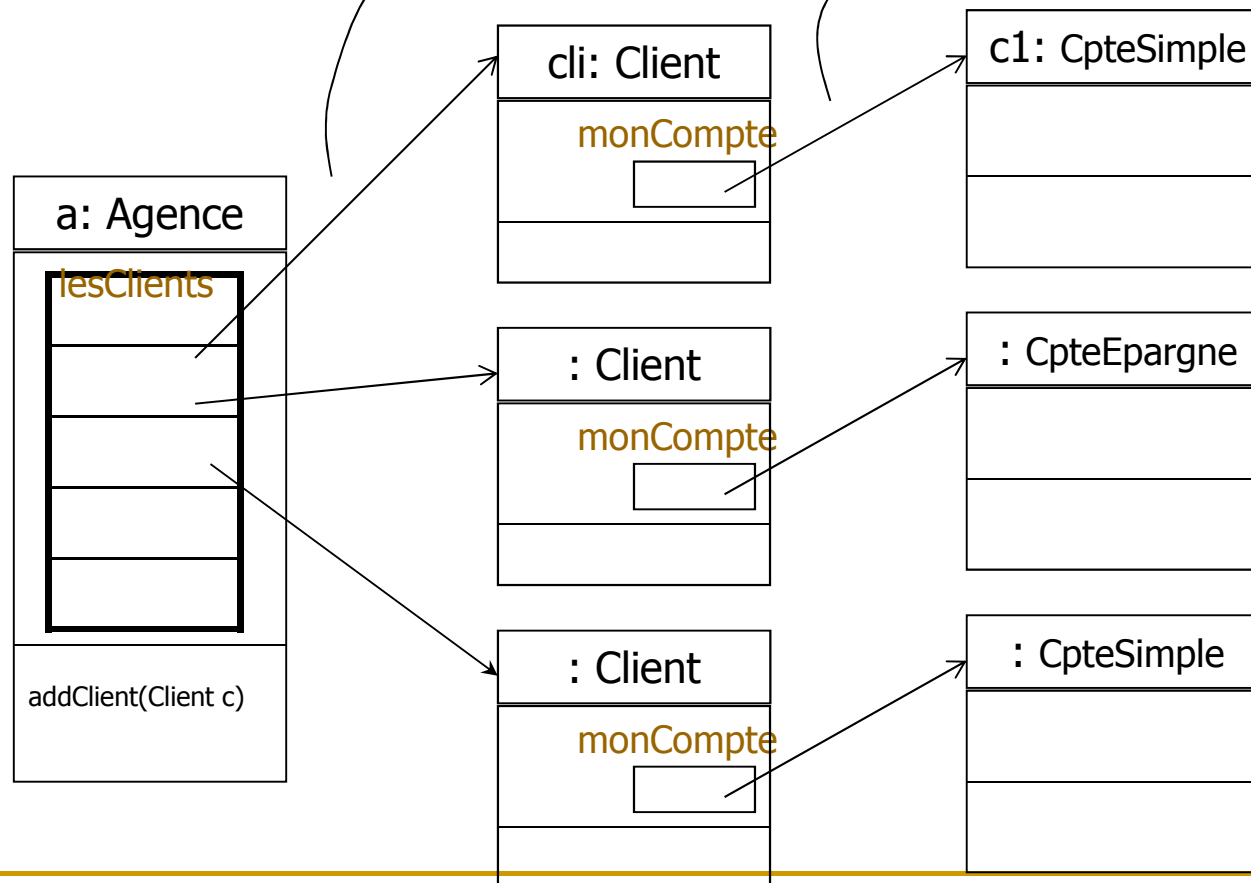 a: Agence
lesClients
addClient(Client c)
cli: Client
monCompte
: Client
monCompte
: Client
monCompte
c1: CpteSimple
: CpteEpargne
: CpteSimple